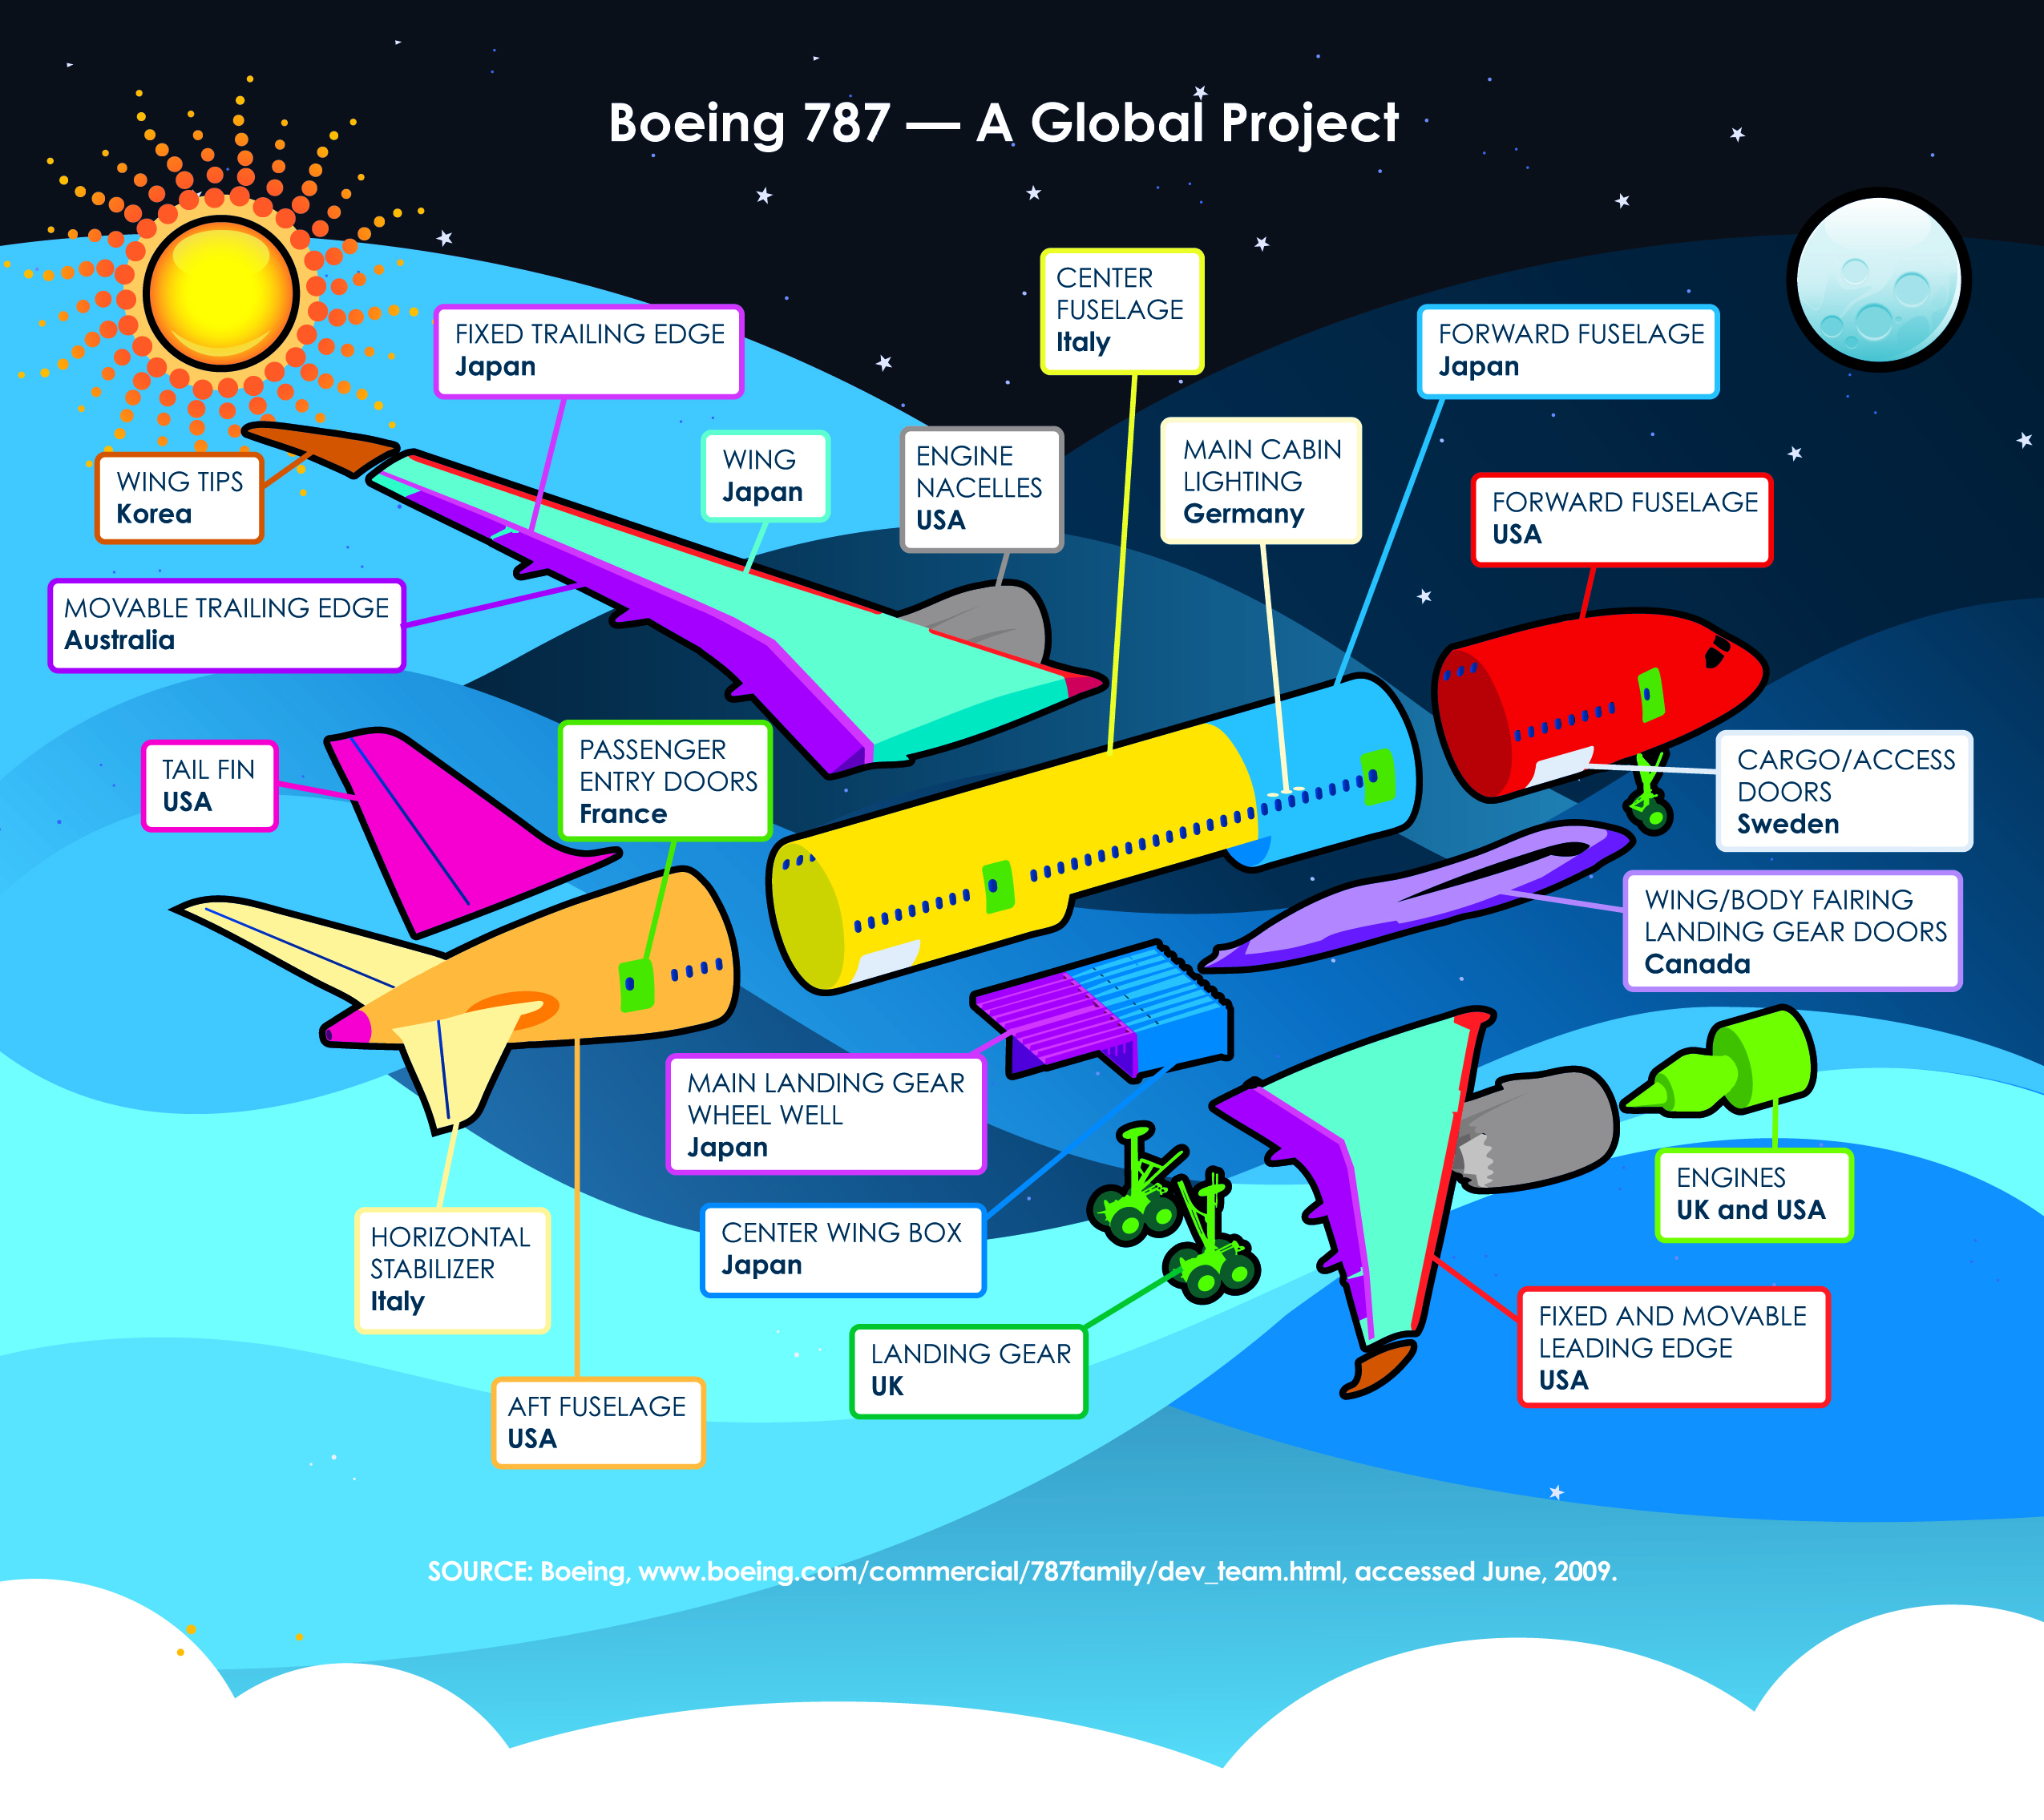 Boeing 787 — A Global Project
CENTER
FUSELAGE
Italy
FIXED TRAILING EDGE
Japan
FORWARD FUSELAGE
Japan
WING TIPS
Korea
WING
Japan
ENGINE
NACELLES
USA
MAIN CABIN
LIGHTING
Germany
FORWARD FUSELAGE
USA
MOVABLE TRAILING EDGE
Australia
TAIL FIN
USA
PASSENGER
ENTRY DOORS
France
CARGO/ACCESS
DOORS
Sweden
WING/BODY FAIRING
LANDING GEAR DOORS
Canada
MAIN LANDING GEAR
WHEEL WELL
Japan
ENGINES
UK and USA
HORIZONTAL
STABILIZER
Italy
CENTER WING BOX
Japan
LANDING GEAR
UK
FIXED AND MOVABLE
LEADING EDGE
USA
AFT FUSELAGE
USA
SOURCE: Boeing, www.boeing.com/commercial/787family/dev_team.html, accessed June, 2009.